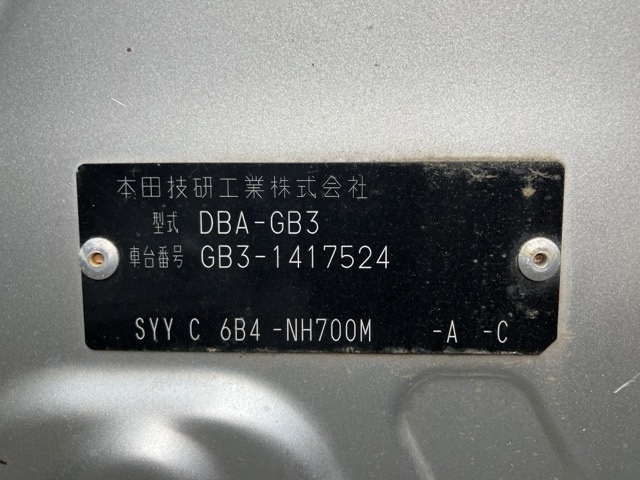 本田技研工業株式会社
型式 DBA-GB3
車台番号 GB3-1417524
SYY C 6B4 -NH700M -A -C